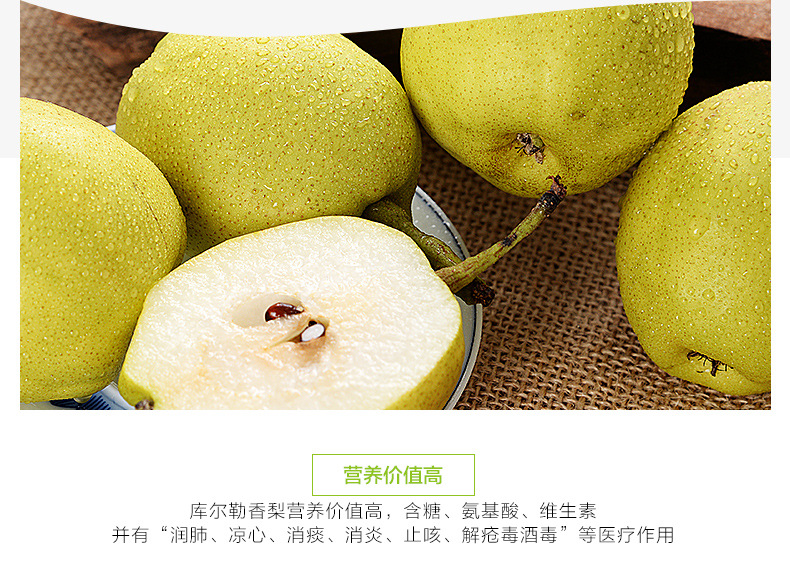 营养价值高
库尔勒香梨营养价值高，含糖、氨基酸、维生素
并有“润肺、凉心、消痰、消炎、止咳、解疮毒酒毒”等医疗作用